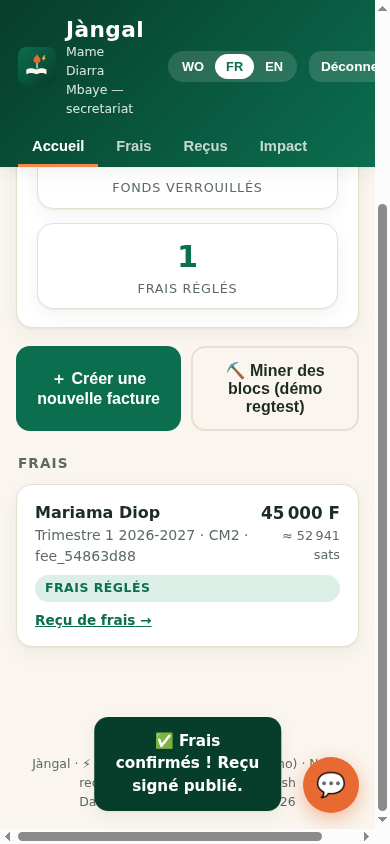 Jàngal
Mame
Diarra
Mbaye —
secretariat
WO FR EN
Déconne
Accueil Frais Reçus Impact
FONDS VERROUILLÉS
1
FRAIS RÉGLÉS
+ Créer une
nouvelle facture
⛏️ Miner des
blocs (démo
regtest)
FRAIS
Mariama Diop
45 000 F
Trimestre 1 2026-2027 · CM2 ·
fee_54863d88
≈ 52 941
sats
FRAIS RÉGLÉS
Reçu de frais →
✅ Frais
confirmés ! Reçu
signé publié.
Jàngal · ⚡